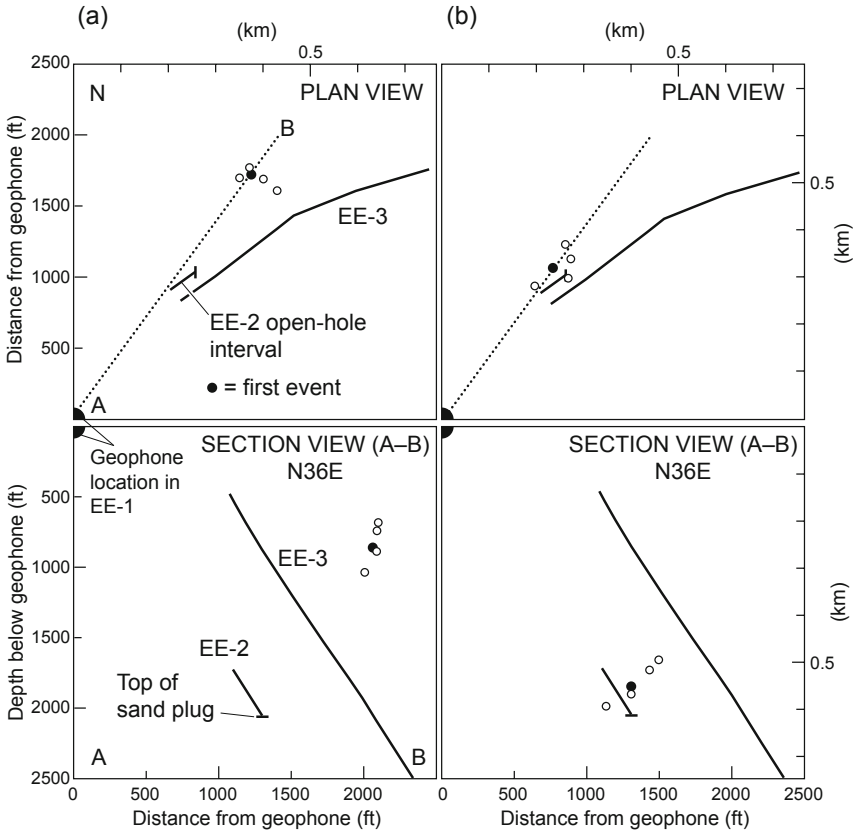 (a)
(b)
(km)
(km)
0.5
0.5
2500
N
PLAN VIEW
PLAN VIEW
B
2000
1500
EE-3
0.5
1000
EE-2 open-hole
interval
500
● = first event
A
Distance from geophone (ft)
(km)
SECTION VIEW (A–B)
N36E
SECTION VIEW (A–B)
N36E
Geophone
location in
EE-1
500
EE-3
1000
1500
EE-2
0.5
Top of
sand plug
2000
A
B
2500
Depth below geophone (ft)
(km)
0
500
1000
1500
2000
0
500
1000
1500
2000
2500
Distance from geophone (ft)
Distance from geophone (ft)